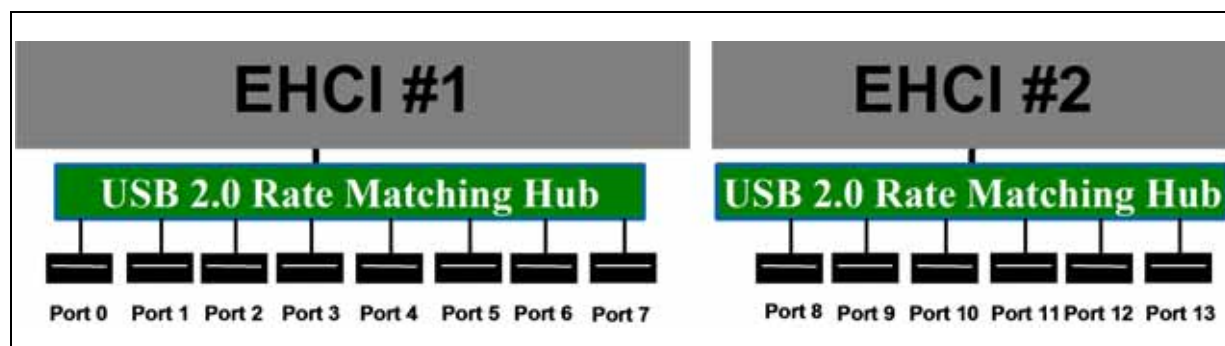 EHCI #1
EHCI #2
USB 2.0 Rate Matching Hub
USB 2.0 Rate Matching Hub
Port 0 Port 1 Port 2 Port 3 Port 4 Port 5 Port 6 Port 7
Port 8 Port 9 Port 10 Port 11 Port 12 Port 13